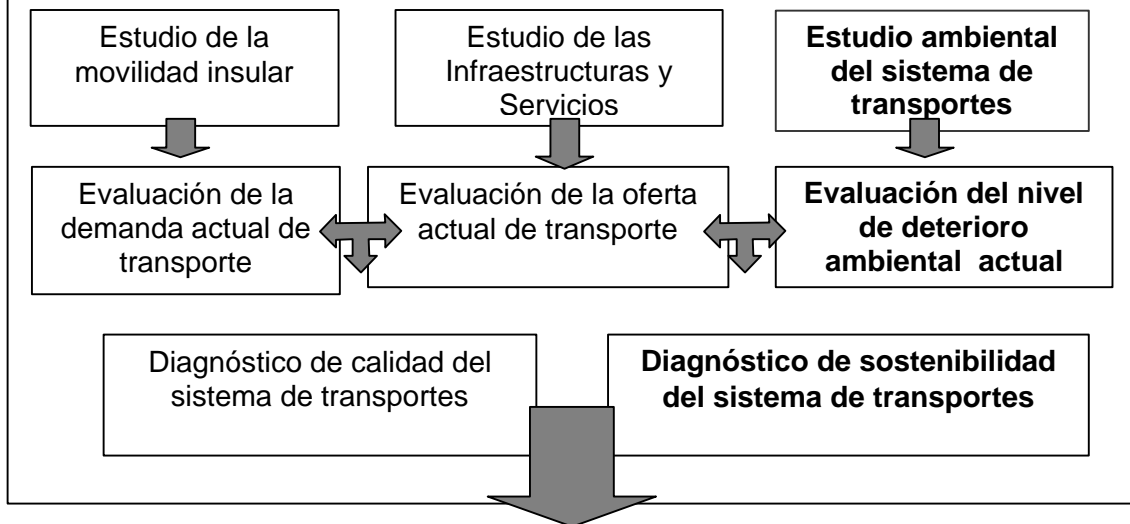 Estudio de la
movilidad insular
Estudio de las
Infraestructuras y
Servicios
Estudio ambiental
del sistema de
transportes
Evaluación de la
demanda actual de
transporte
Evaluación de la oferta
actual de transporte
Evaluación del nivel
de deterioro
ambiental actual
Diagnóstico de calidad del
sistema de transportes
Diagnóstico de sostenibilidad
del sistema de transportes